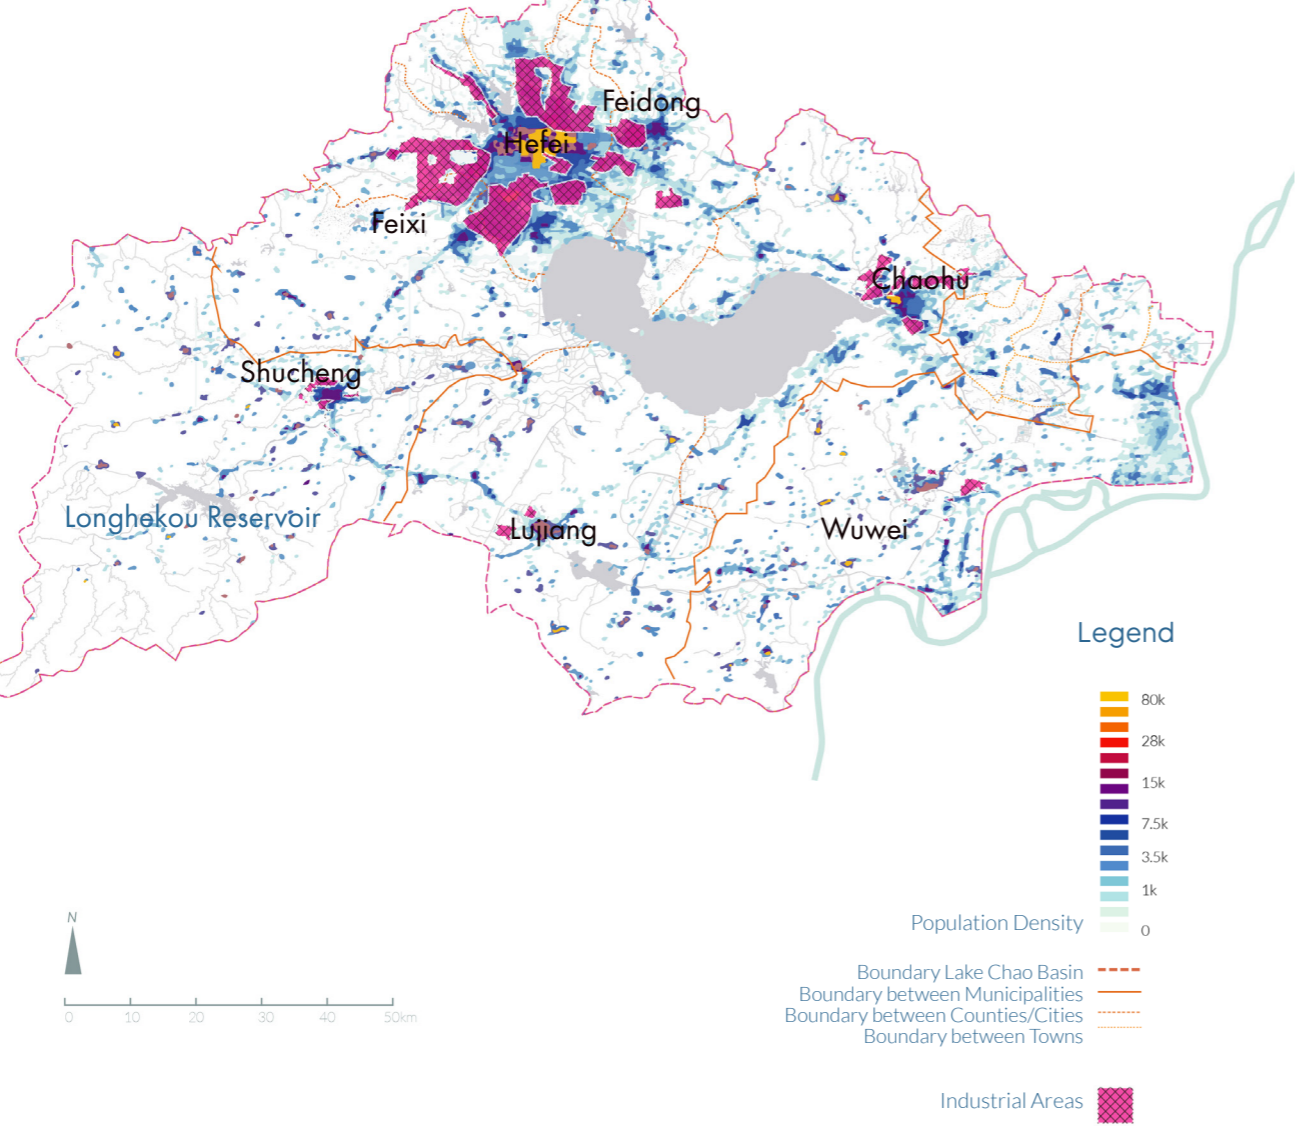 Feidong
Hefei
Feixi
Chaohu
Shucheng
Longhekou Reservoir
Lujiang
Wuwei
Legend
80k
28k
15k
7.5k
3.5k
1k
0
Population Density
N
Boundary Lake Chao Basin
Boundary between Municipalities
Boundary between Counties/Cities
Boundary between Towns
0 10 20 30 40 50km
Industrial Areas